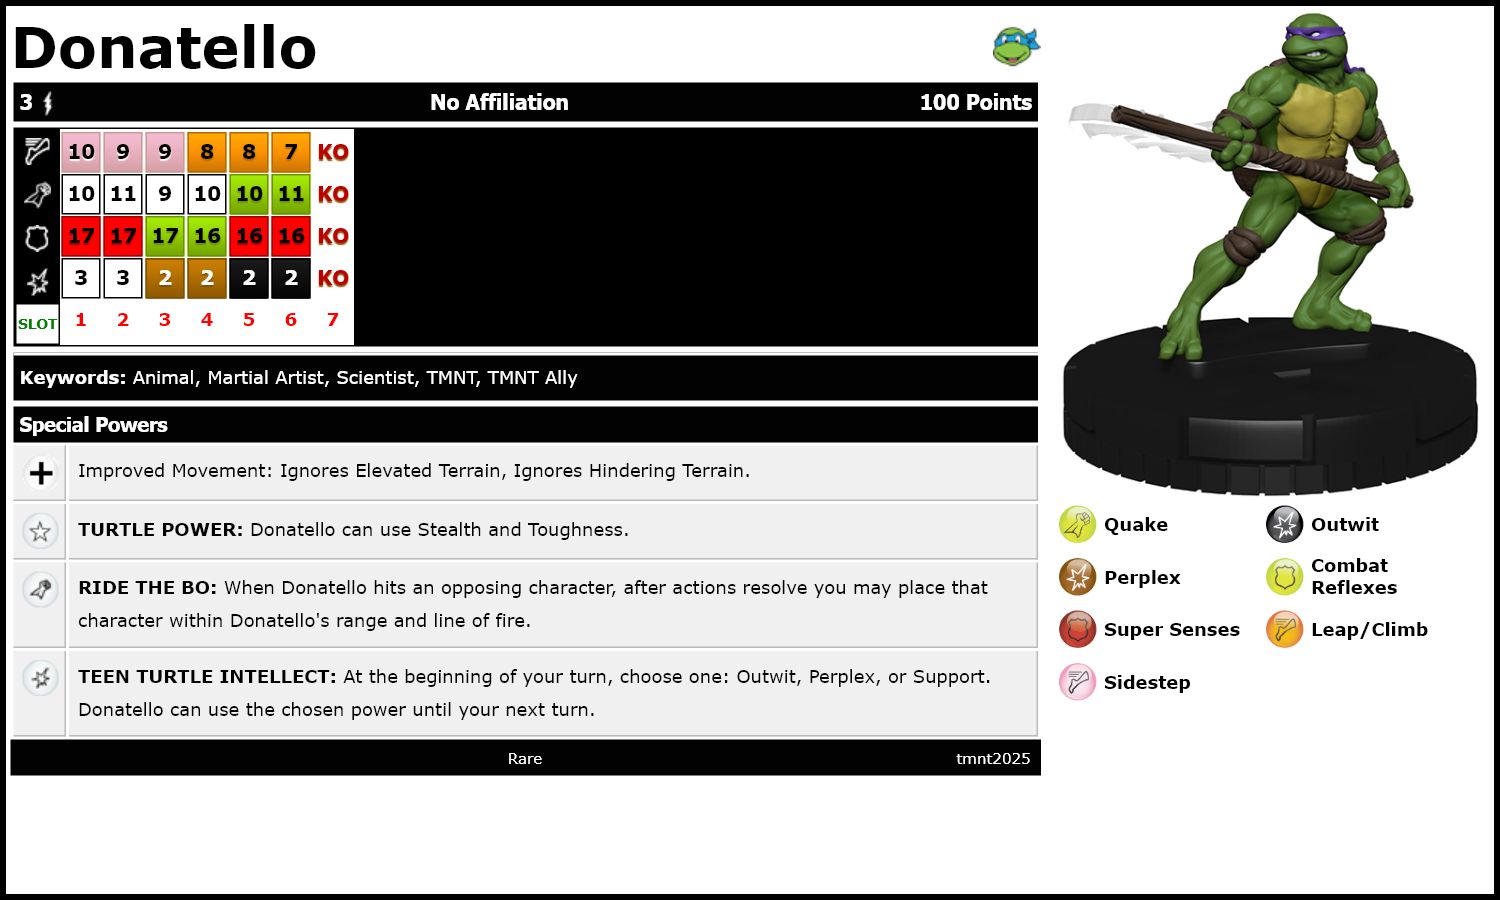 Donatello
3 No Affiliation 100 Points
10 9 9 8 8 7 KO
10 11 9 10 10 11 KO
17 17 17 16 16 16 KO
3 3 2 2 2 2 KO
SLOT 1 2 3 4 5 6 7
Keywords: Animal, Martial Artist, Scientist, TMNT, TMNT Ally
Special Powers
Improved Movement: Ignores Elevated Terrain, Ignores Hindering Terrain.
TURTLE POWER: Donatello can use Stealth and Toughness.
RIDE THE BO: When Donatello hits an opposing character, after actions resolve you may place that
character within Donatello's range and line of fire.
TEEN TURTLE INTELLECT: At the beginning of your turn, choose one: Outwit, Perplex, or Support.
Donatello can use the chosen power until your next turn.
Rare tmnt2025
Quake Outwit
Perplex Combat
Reflexes
Super Senses Leap/Climb
Sidestep